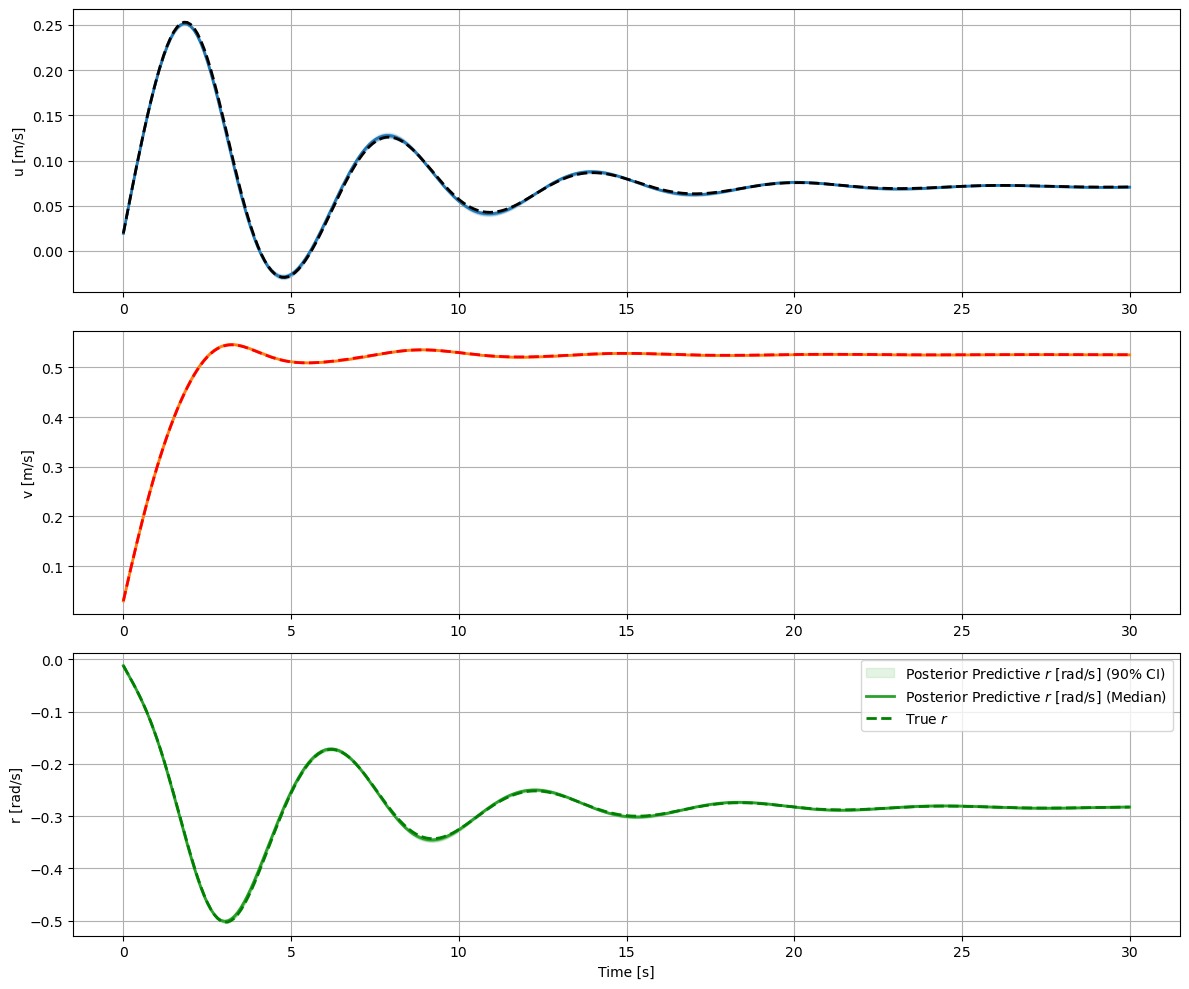 0.25
0.20
0.15
0.10
0.05
0.00
u [m/s]
0 5 10 15 20 25 30
0.5
0.4
0.3
0.2
0.1
v [m/s]
0 5 10 15 20 25 30
0.0
−0.1
−0.2
−0.3
−0.4
−0.5
r [rad/s]
Posterior Predictive r [rad/s] (90% CI)
Posterior Predictive r [rad/s] (Median)
True r
0 5 10 15 20 25 30
Time [s]